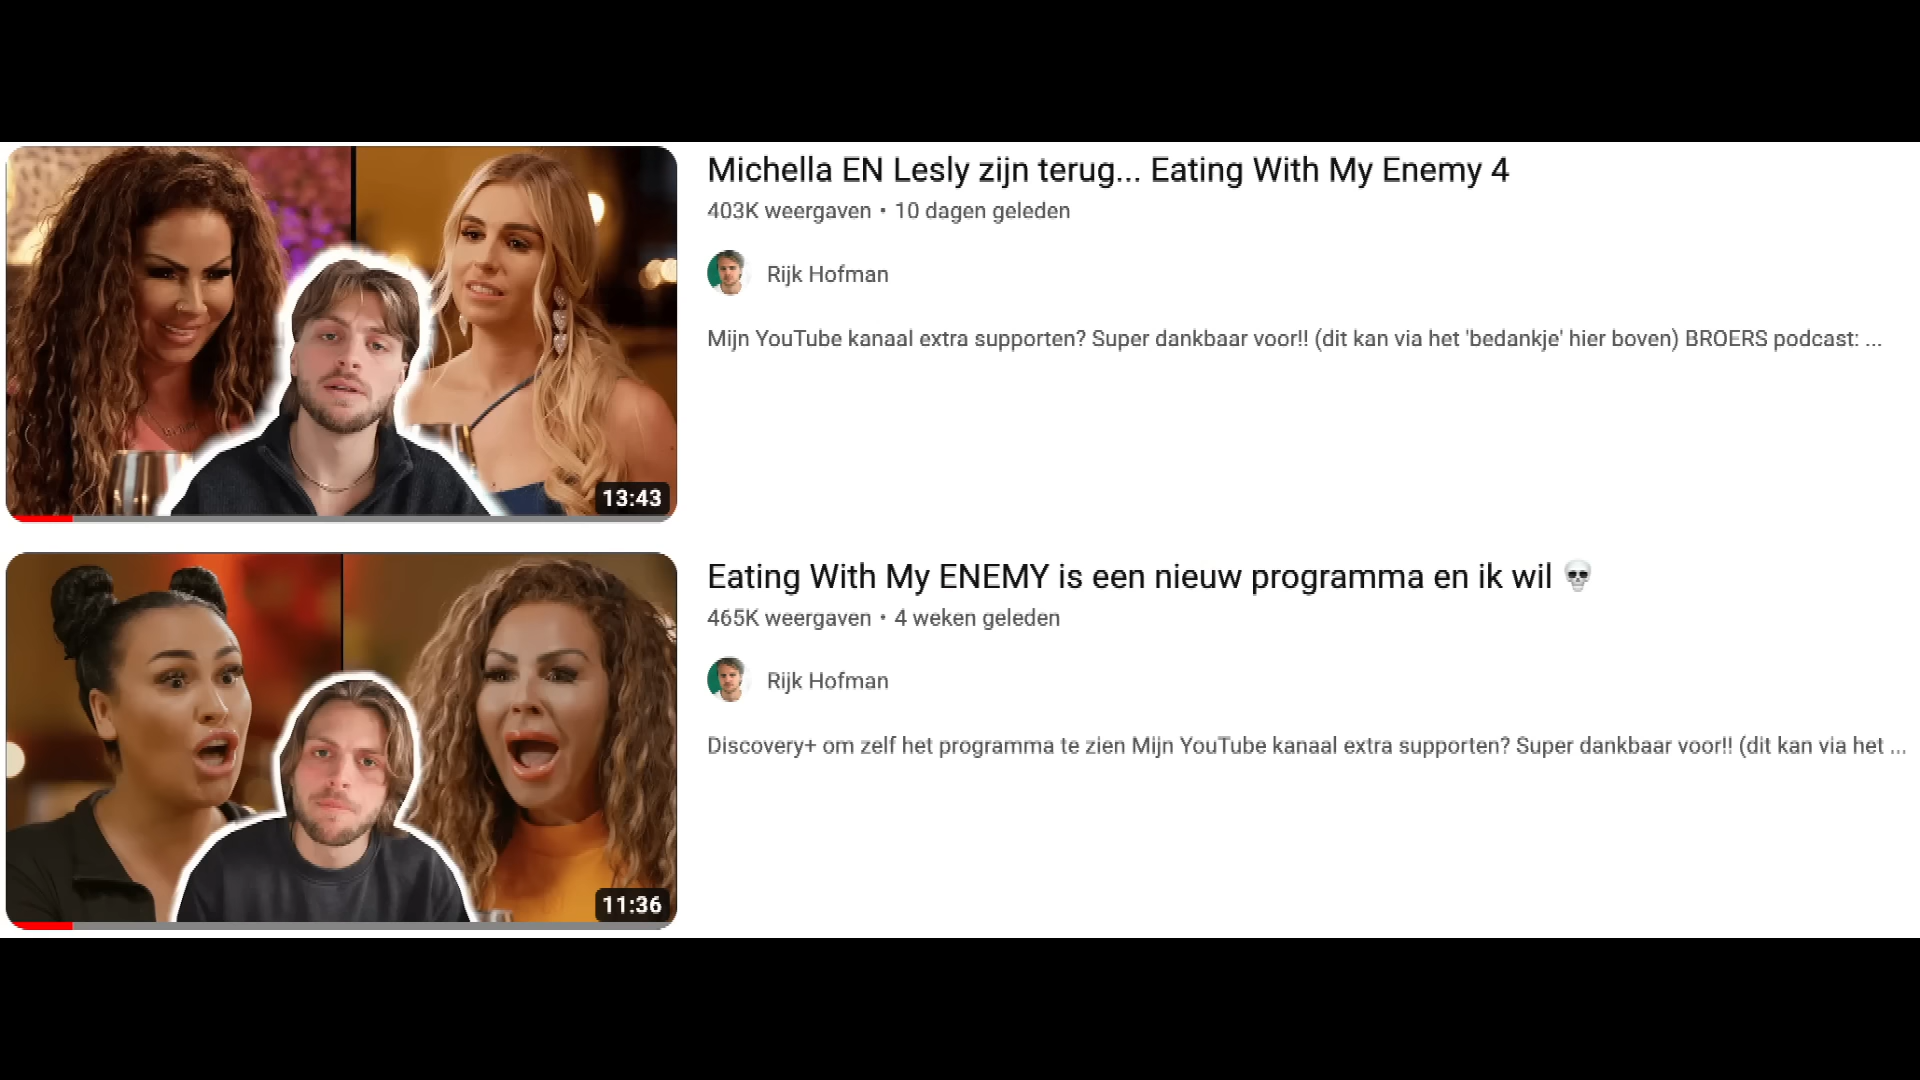 Michella EN Lesly zijn terug... Eating With My Enemy 4
403K weergaven • 10 dagen geleden
Rijk Hofman
Mijn YouTube kanaal extra supporten? Super dankbaar voor!! (dit kan via het 'bedankje' hier boven) BROERS podcast: ...
13:43
Eating With My ENEMY is een nieuw programma en ik wil 💀
465K weergaven • 4 weken geleden
Rijk Hofman
Discovery+ om zelf het programma te zien Mijn YouTube kanaal extra supporten? Super dankbaar voor!! (dit kan via het ...
11:36